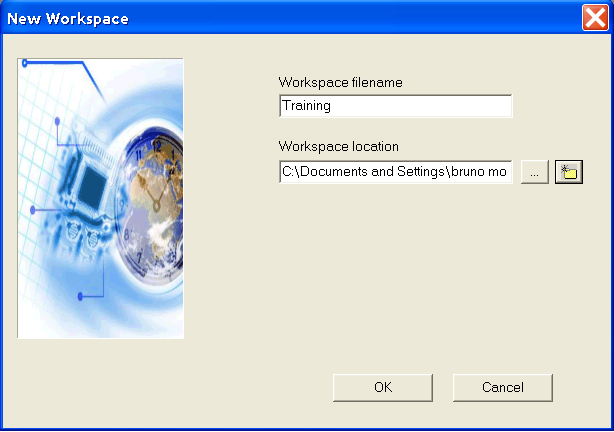 New Workspace
Workspace filename
Training
Workspace location
C:\Documents and Settings\bruno mo
...
OK
Cancel